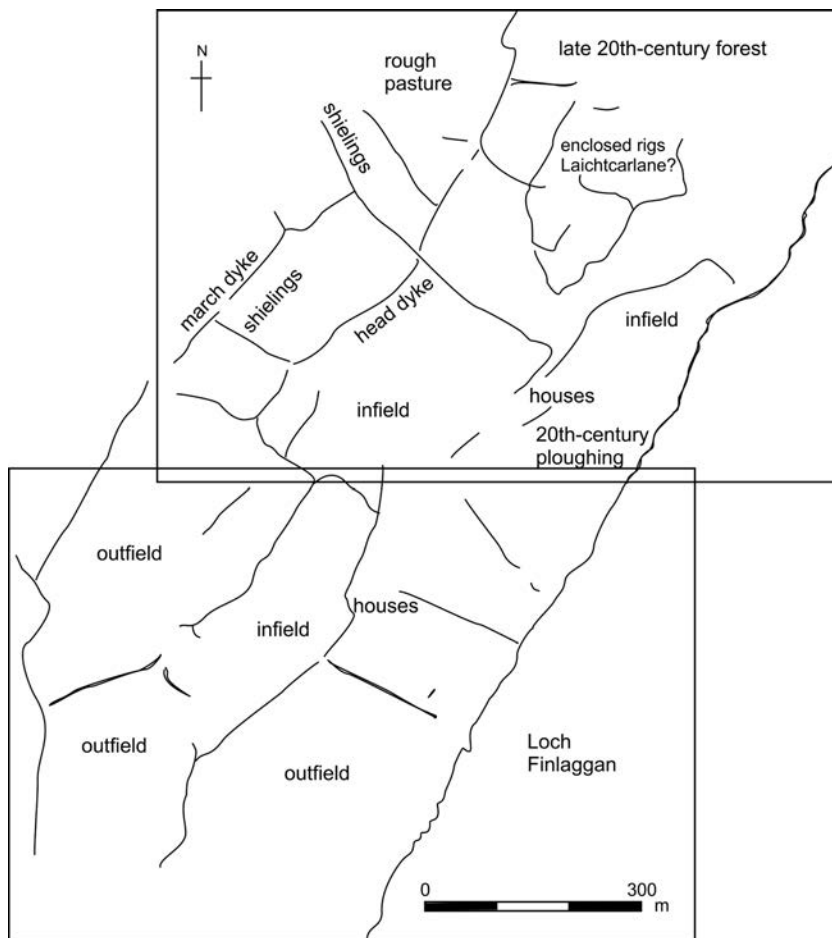 N
late 20th-century forest
rough
pasture
shielings
enclosed rigs
Laichtcarlane?
march dyke
shielings
head dyke
infield
infield
houses
20th-century
ploughing
outfield
houses
infield
outfield
outfield
Loch
Finlaggan
0
300
m